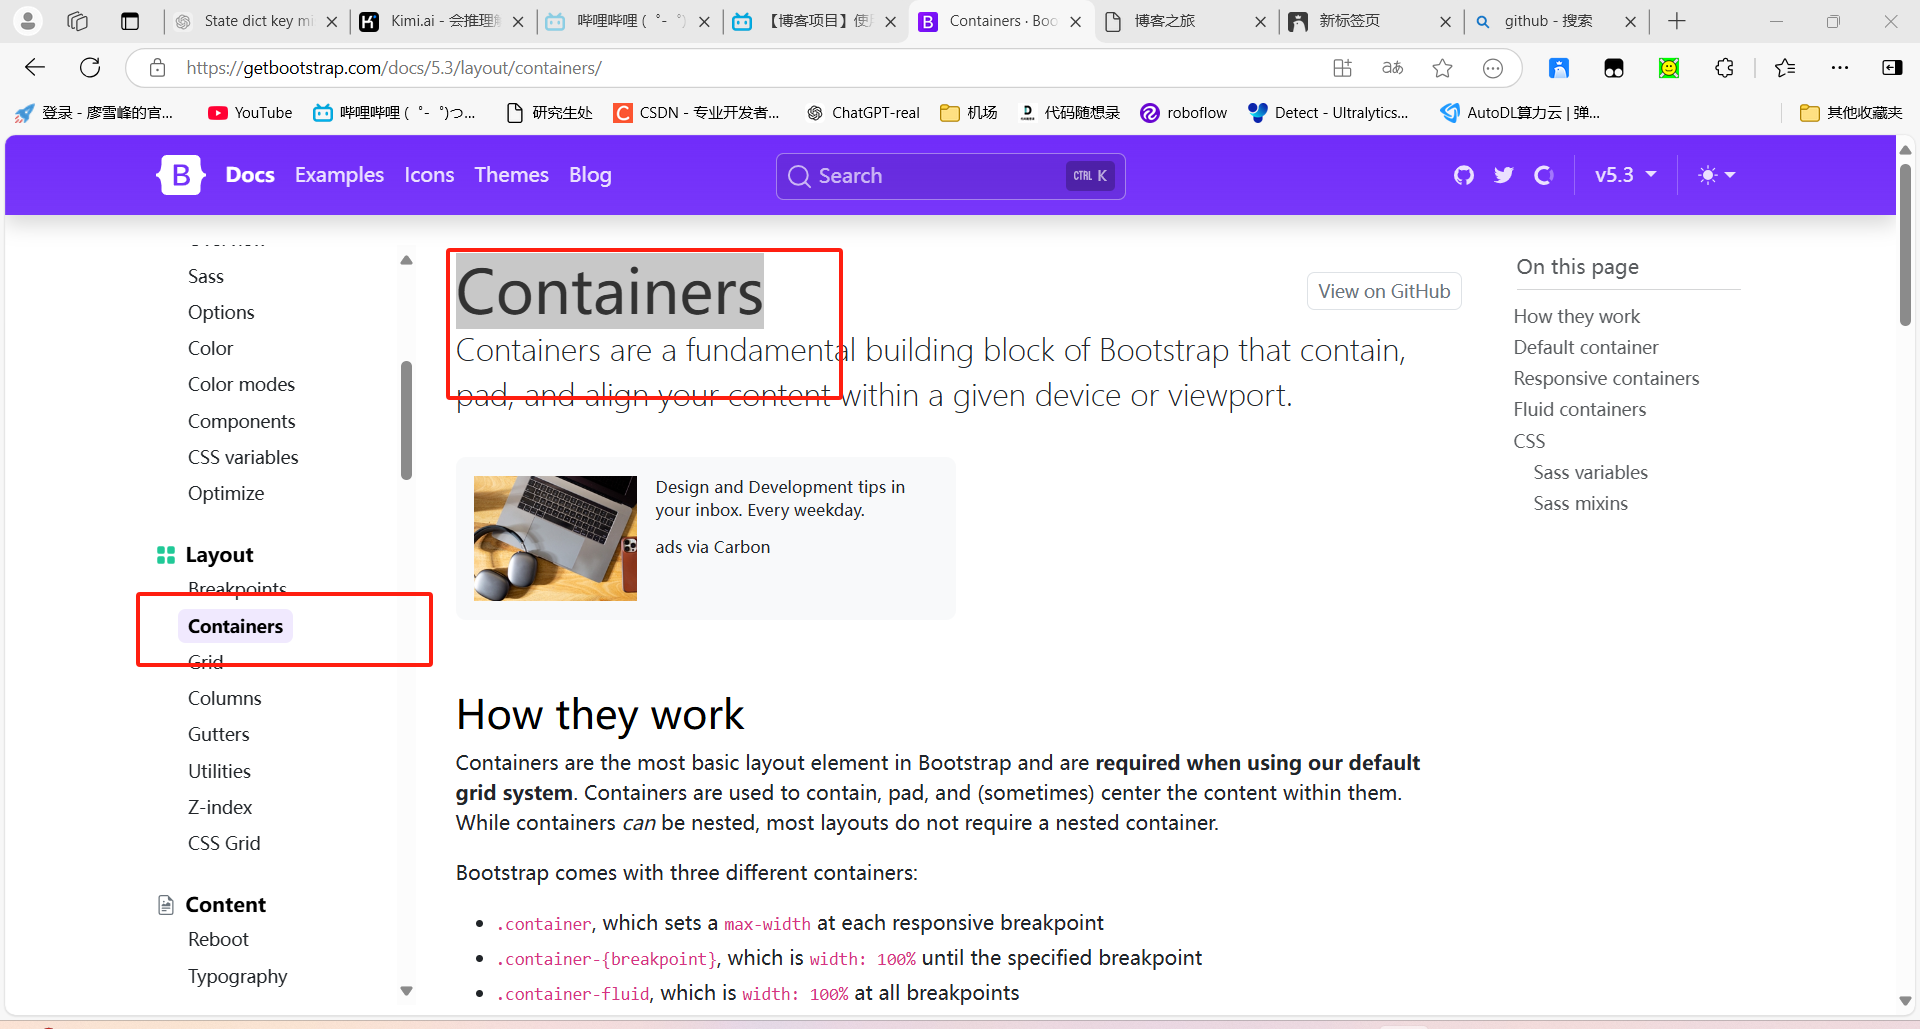 State dict key mi
Kimi.ai - 会推理解
哔哩哔哩 ( ゜- ゜)
【博客项目】使用
Containers · Boo
博客之旅
新标签页
github - 搜索
https://getbootstrap.com/docs/5.3/layout/containers/
登录 - 廖雪峰的官...
YouTube
哔哩哔哩 ( ゜- ゜)つ...
研究生处
CSDN - 专业开发者...
ChatGPT-real
机场
代码随想录
roboflow
Detect - Ultralytics...
AutoDL算力云 | 弹...
其他收藏夹
Docs
Examples
Icons
Themes
Blog
Search
CTRL K
v5.3
Sass
Options
Color
Color modes
Components
CSS variables
Optimize
Layout
Breakpoints
Containers
Grid
Columns
Gutters
Utilities
Z-index
CSS Grid
Content
Reboot
Typography
Containers
View on GitHub
Containers are a fundamental building block of Bootstrap that contain,
pad, and align your content within a given device or viewport.
Design and Development tips in
your inbox. Every weekday.
ads via Carbon
How they work
Containers are the most basic layout element in Bootstrap and are required when using our default
grid system. Containers are used to contain, pad, and (sometimes) center the content within them.
While containers can be nested, most layouts do not require a nested container.
Bootstrap comes with three different containers:
.container, which sets a max-width at each responsive breakpoint
.container-{breakpoint}, which is width: 100% until the specified breakpoint
.container-fluid, which is width: 100% at all breakpoints
On this page
How they work
Default container
Responsive containers
Fluid containers
CSS
Sass variables
Sass mixins